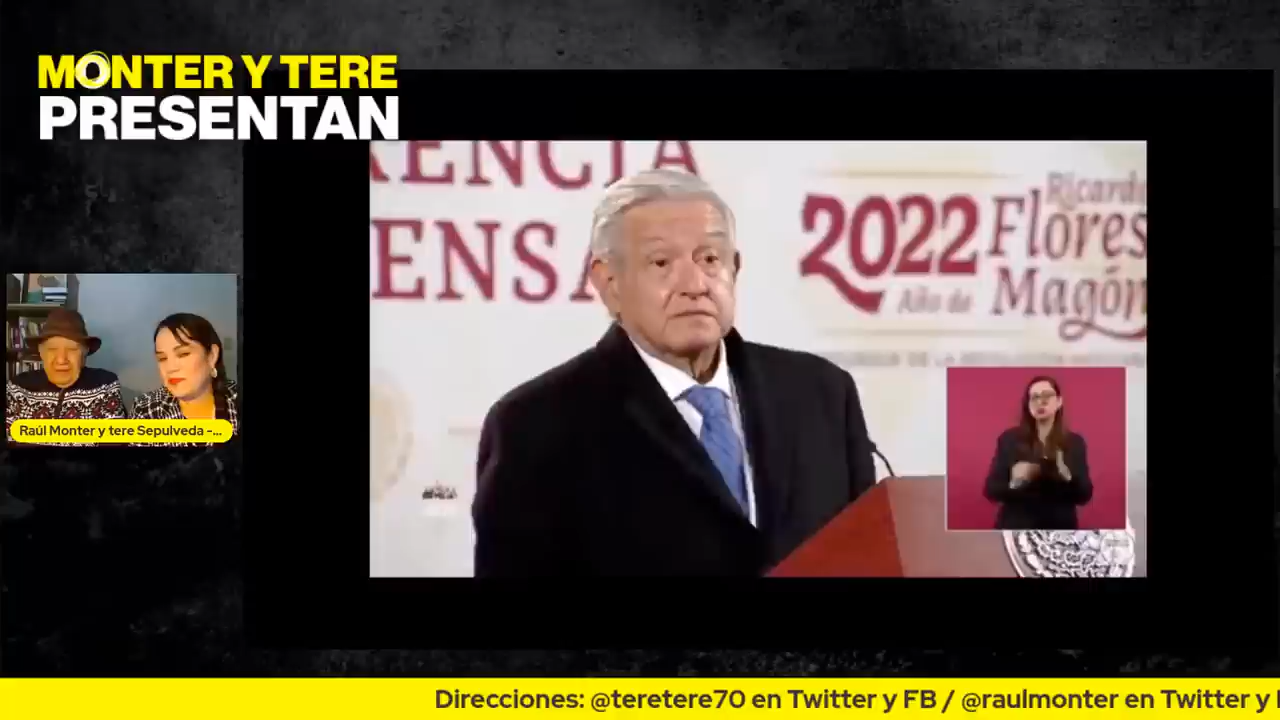 MONTER Y TERE
PRESENTAN
RENCIA
ENSA
2022
Año de
Ricardo
Flores
Magón
Raúl Monter y tere Sepulveda -...
Direcciones: @teretere70 en Twitter y FB / @raulmonter en Twitter y